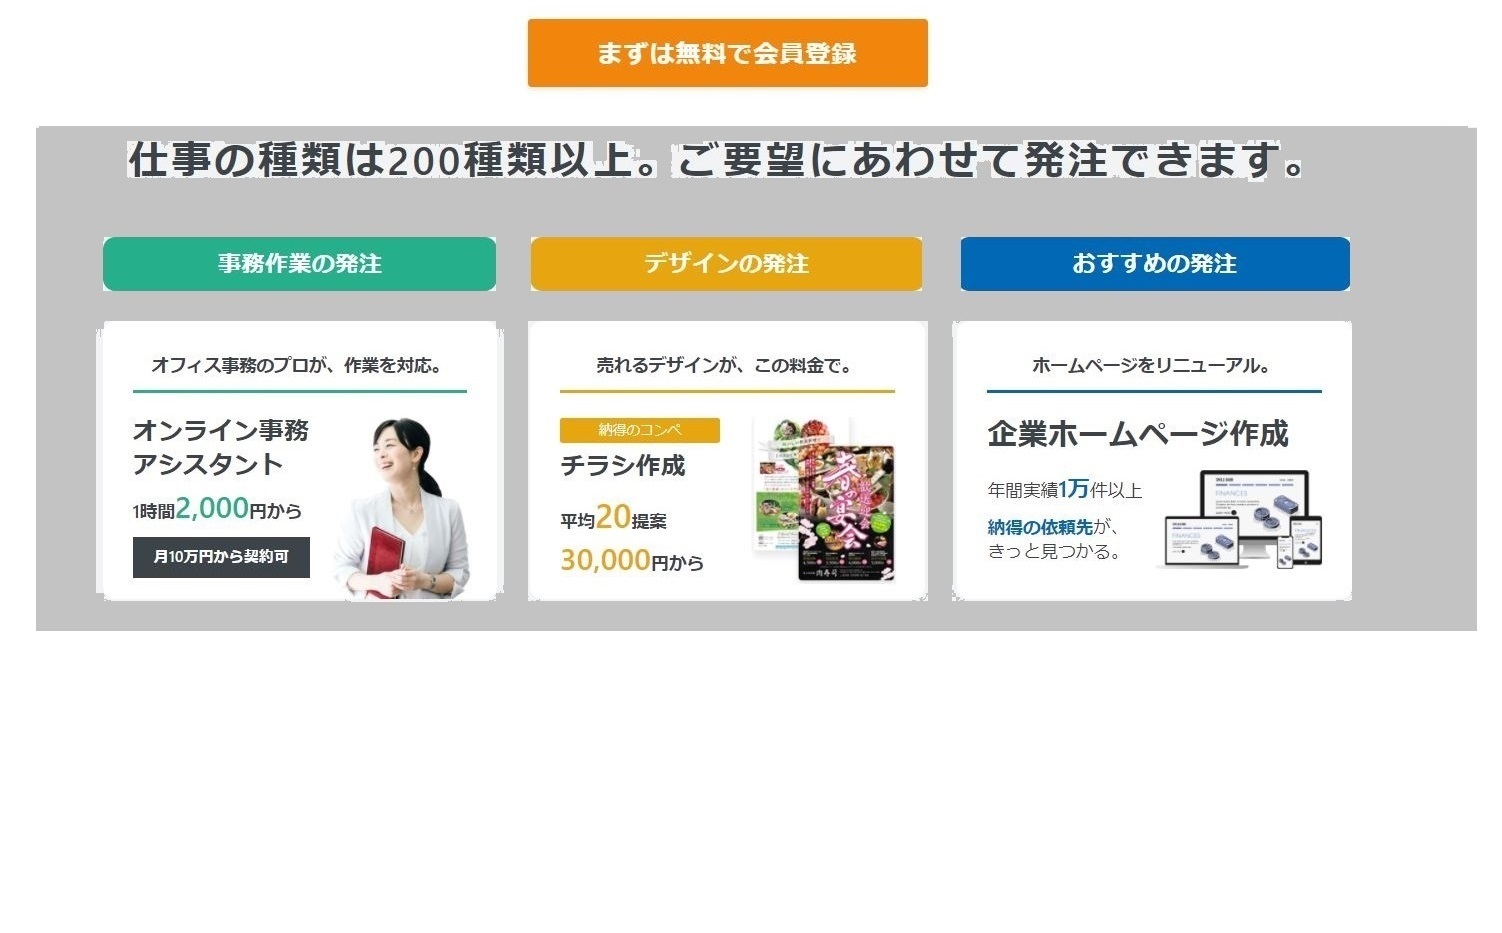 まずは無料で会員登録
仕事の種類は200種類以上。ご要望にあわせて発注できます。
事務作業の発注
オフィス事務のプロが、作業を対応。
オンライン事務
アシスタント
1時間2,000円から
月10万円から契約可
デザインの発注
売れるデザインが、この料金で。
納得のコンペ
チラシ作成
平均20提案
30,000円から
春の宴会
肉寿司
おすすめの発注
ホームページをリニューアル。
企業ホームページ作成
年間実績1万件以上
納得の依頼先が、
きっと見つかる。
FINANCES
FINANCES
FINANCES